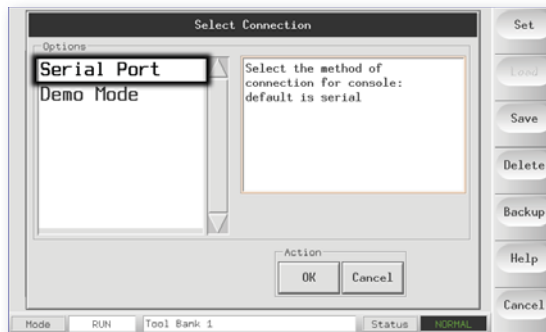 Select Connection
Options
Serial Port
Demo Mode
Select the method of
connection for console:
default is serial
Action
OK
Cancel
Set
Load
Save
Delete
Backup
Help
Cancel
Mode
RUN
Tool Bank 1
Status
NORMAL